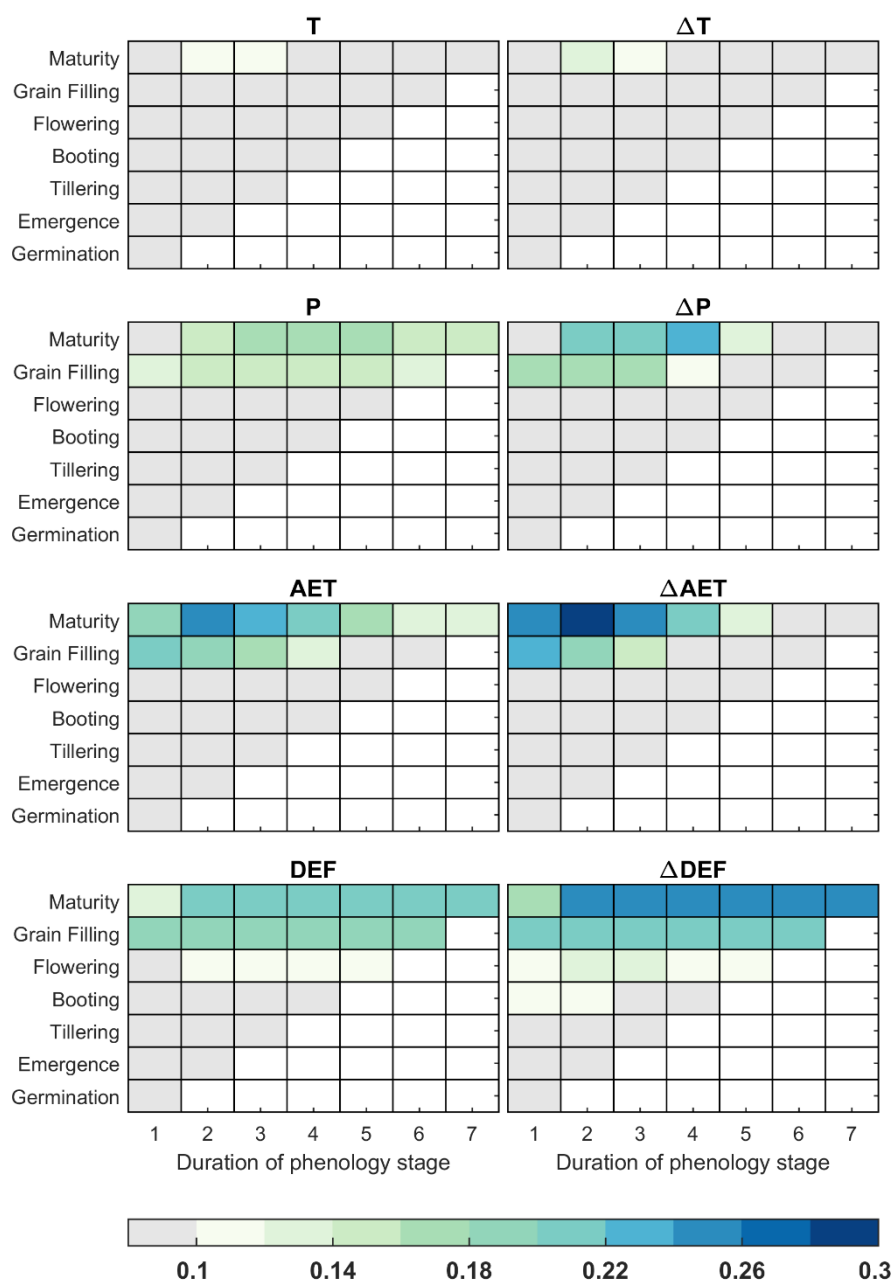 T
ΔT
Maturity
Grain Filling
Flowering
Booting
Tillering
Emergence
Germination
P
ΔP
Maturity
Grain Filling
Flowering
Booting
Tillering
Emergence
Germination
AET
ΔAET
Maturity
Grain Filling
Flowering
Booting
Tillering
Emergence
Germination
DEF
ΔDEF
Maturity
Grain Filling
Flowering
Booting
Tillering
Emergence
Germination
1 2 3 4 5 6 7
1 2 3 4 5 6 7
Duration of phenology stage
Duration of phenology stage
0.1 0.14 0.18 0.22 0.26 0.3